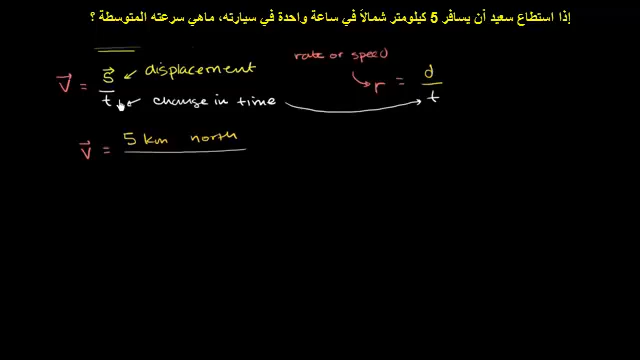 إذا استطاع سعيد أن يسافر 5 كيلومتر شمالاً في ساعة واحدة في سيارته، ماهي سرعته المتوسطة ؟
rate or speed
v = s / t
displacement
change in time
r = d / t
v = 5 km north